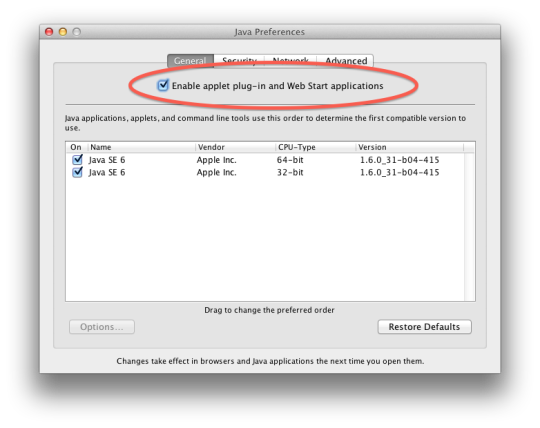 Java Preferences
General Security Network Advanced
Enable applet plug-in and Web Start applications
Java applications, applets, and command line tools use this order to determine the first compatible version to
use.
On Name Vendor CPU-Type Version
Java SE 6 Apple Inc. 64-bit 1.6.0_31-b04-415
Java SE 6 Apple Inc. 32-bit 1.6.0_31-b04-415
Drag to change the preferred order
Options... Restore Defaults
Changes take effect in browsers and Java applications the next time you open them.